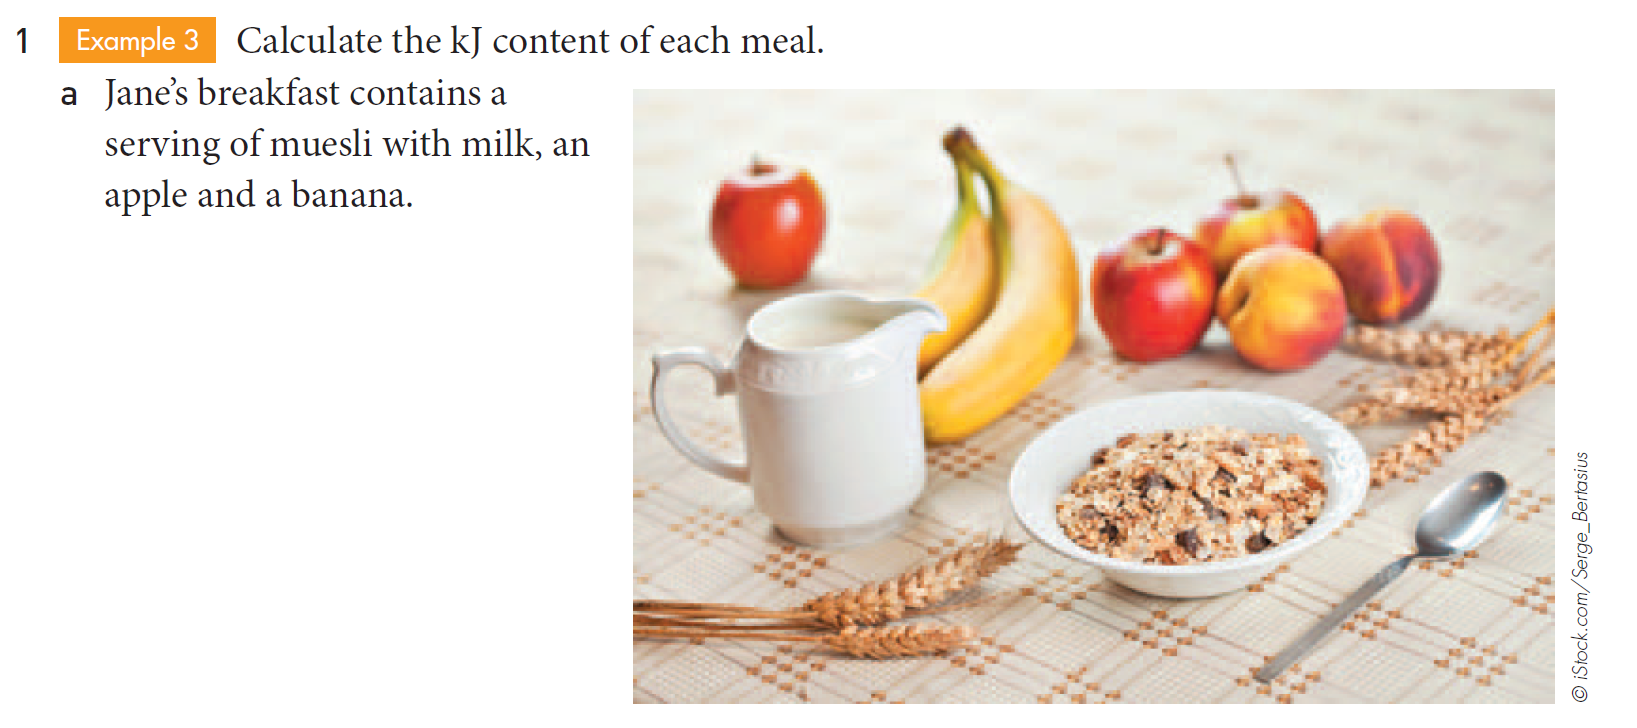 1 Example 3 Calculate the kJ content of each meal.
a Jane’s breakfast contains a
serving of muesli with milk, an
apple and a banana.
© iStock.com/Serge_Bertasius